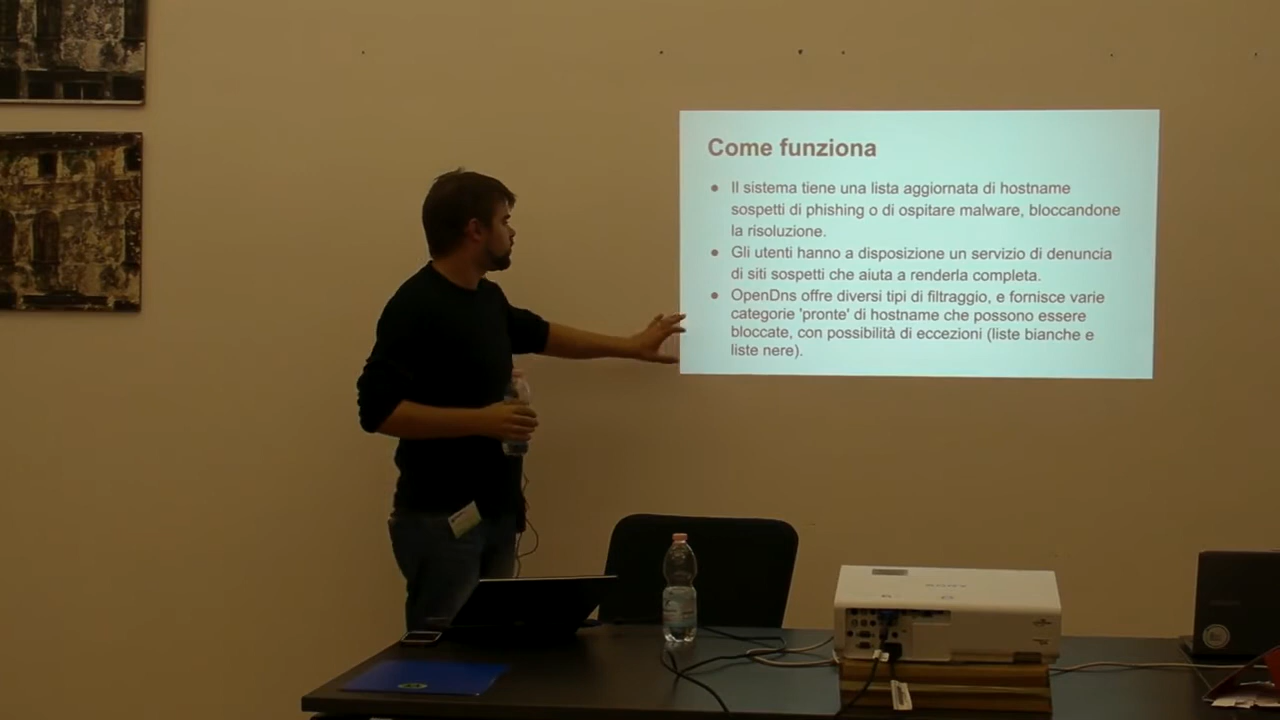 Come funziona
● Il sistema tiene una lista aggiornata di hostname
sospetti di phishing o di ospitare malware, bloccandone
la risoluzione.
● Gli utenti hanno a disposizione un servizio di denuncia
di siti sospetti che aiuta a renderla completa.
● OpenDns offre diversi tipi di filtraggio, e fornisce varie
categorie 'pronte' di hostname che possono essere
bloccate, con possibilità di eccezioni (liste bianche e
liste nere).
SONY